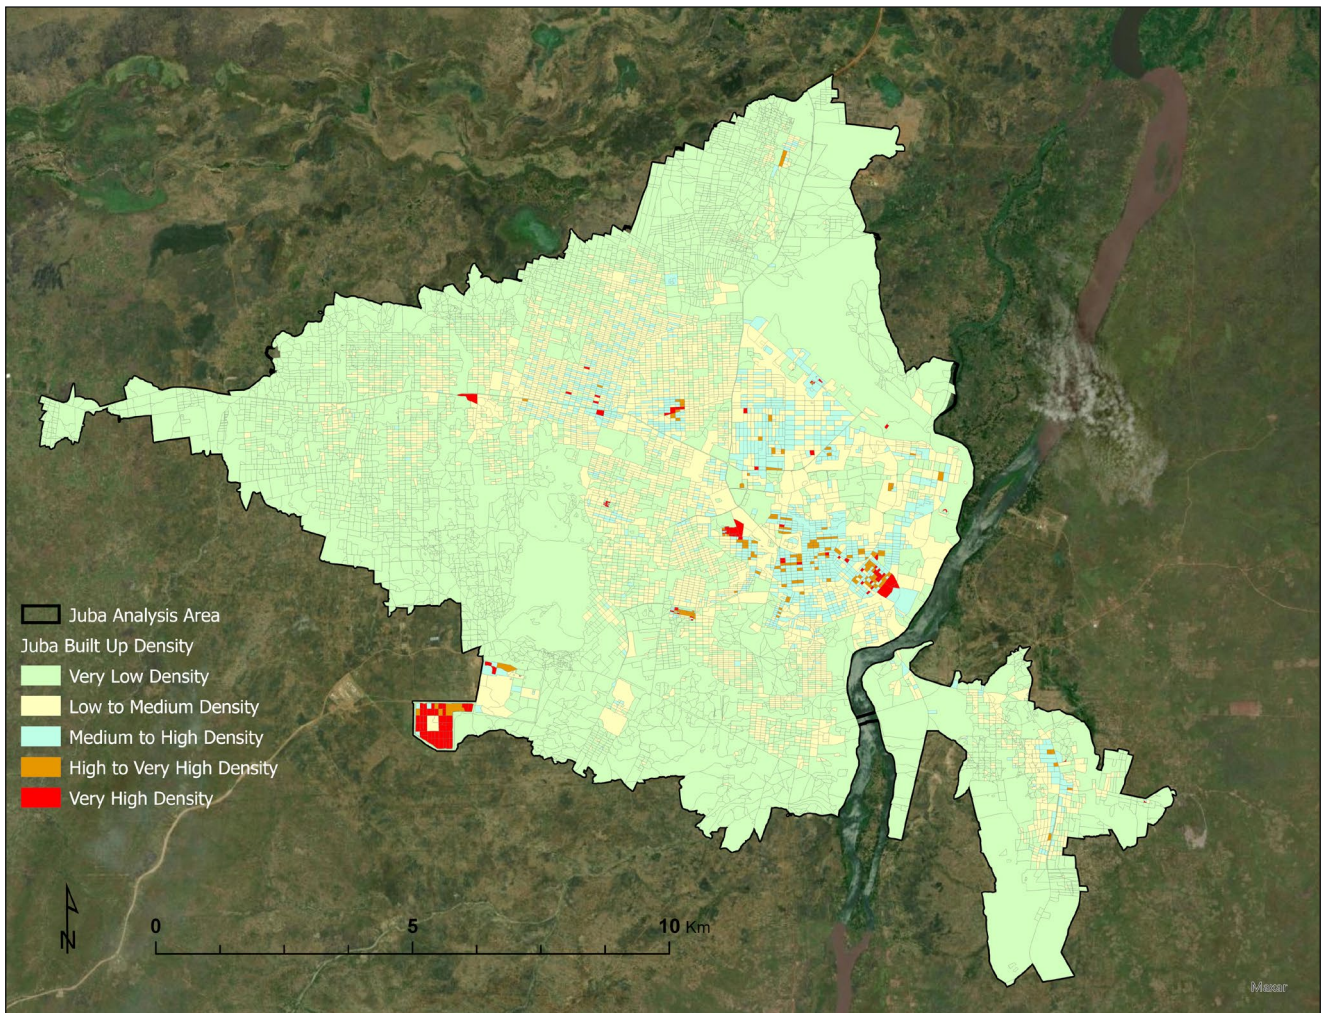 Juba Analysis Area
Juba Built Up Density
Very Low Density
Low to Medium Density
Medium to High Density
High to Very High Density
Very High Density
N
0 5 10 Km
Maxar